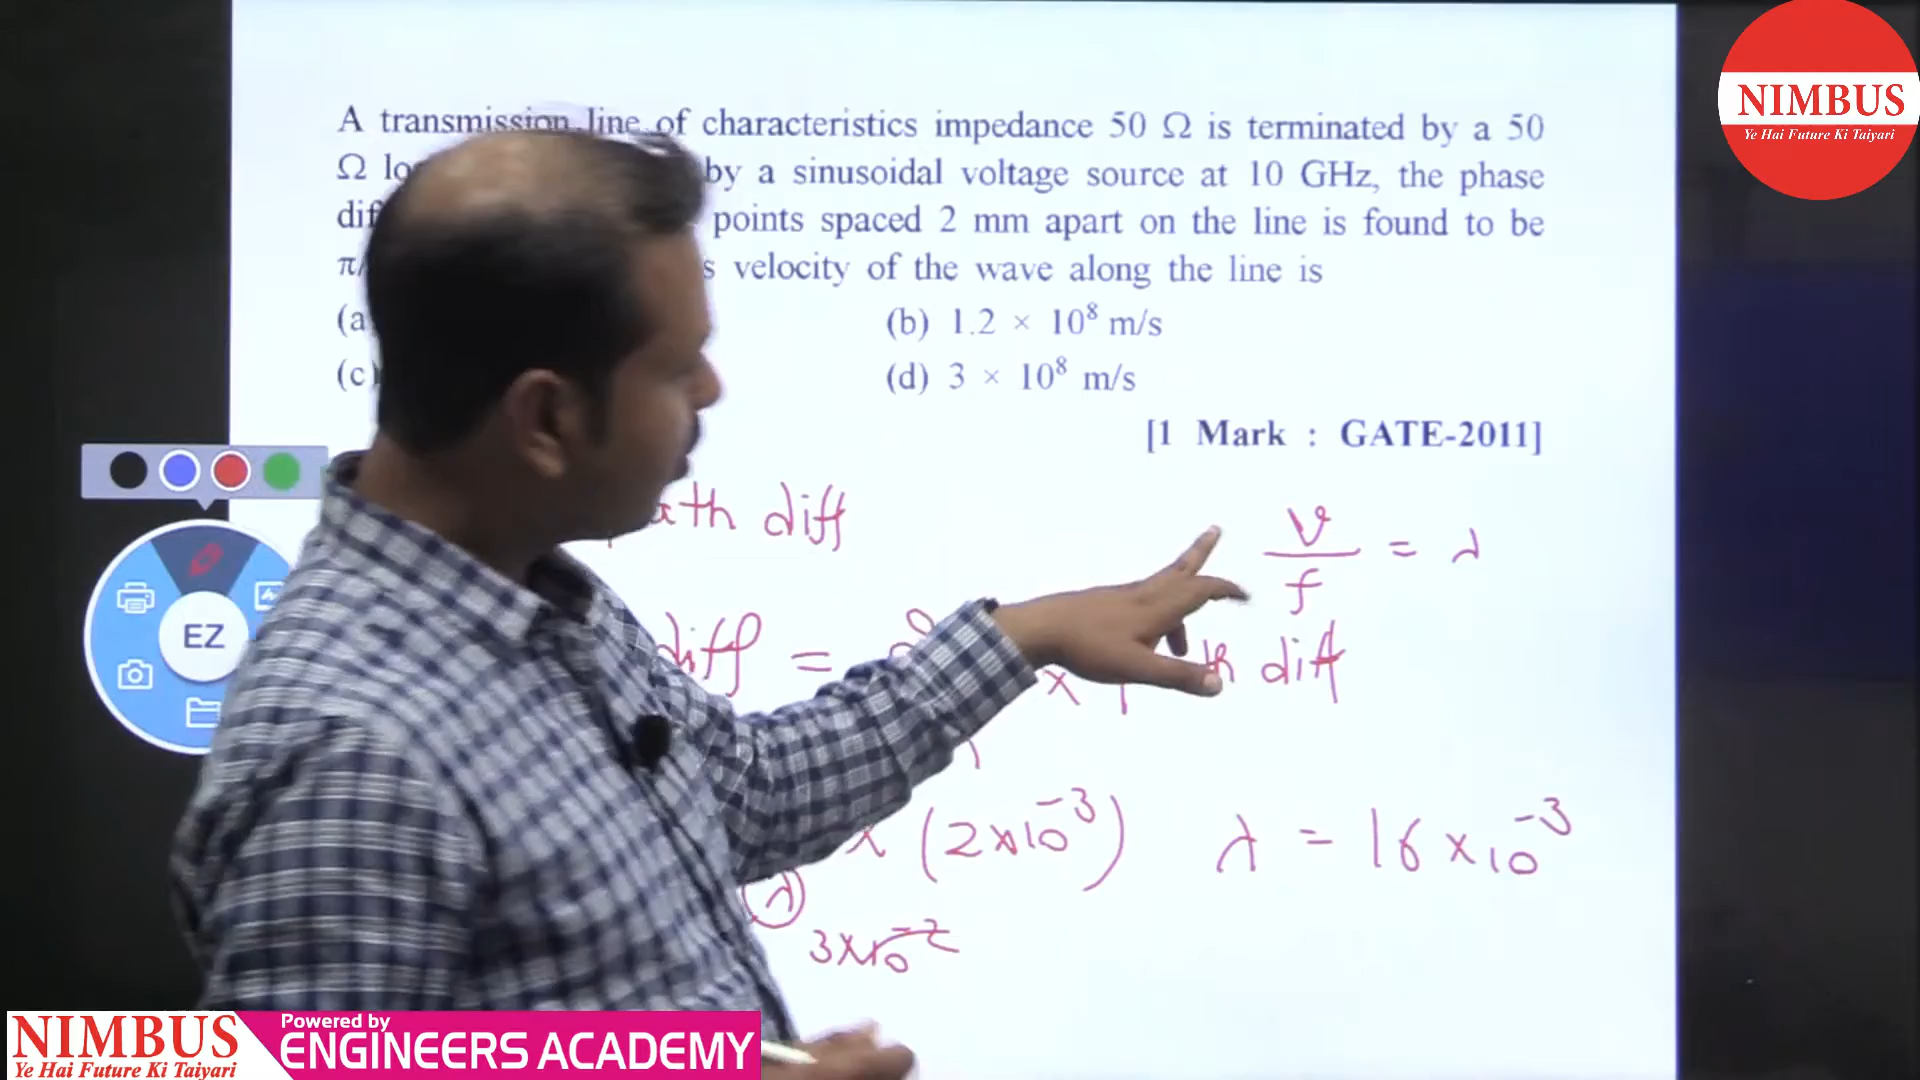 NIMBUS
Ye Hai Future Ki Taiyari
A transmission line of characteristics impedance 50 Ω is terminated by a 50
Ω by a sinusoidal voltage source at 10 GHz, the phase
points spaced 2 mm apart on the line is found to be
π/ velocity of the wave along the line is
(a (b) 1.2 × 10⁸ m/s
(c) (d) 3 × 10⁸ m/s
[1 Mark : GATE-2011]
path diff
v/f = λ
diff = × path diff
EZ
× (2×10⁻³) λ = 16×10⁻³
λ
3×10⁻²
NIMBUS
Ye Hai Future Ki Taiyari
Powered by
ENGINEERS ACADEMY